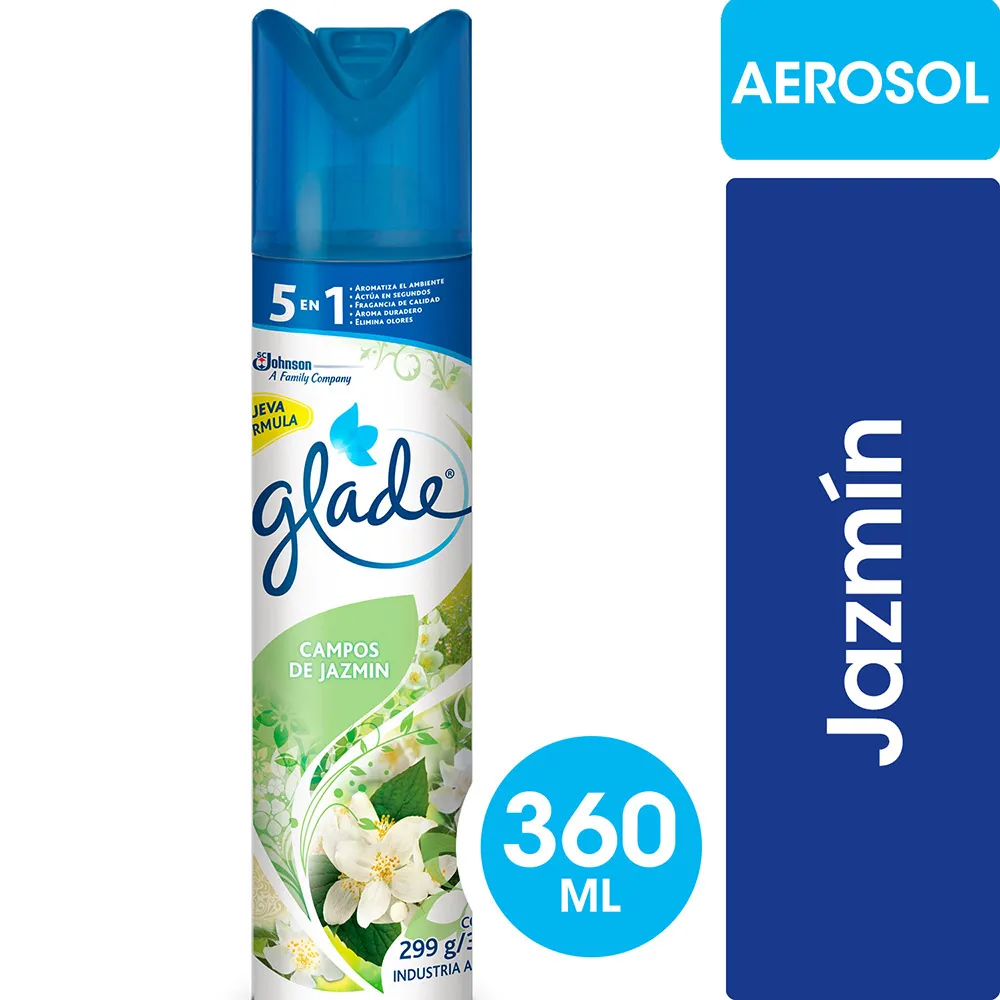 AEROSOL
Jazmín
360
ML
5 EN 1
• AROMATIZA EL AMBIENTE
• ACTÚA EN SEGUNDOS
• FRAGANCIA DE CALIDAD
• AROMA DURADERO
• ELIMINA OLORES
SC Johnson
A Family Company
glade®
CAMPOS
DE JAZMIN
299 g/
INDUSTRIA